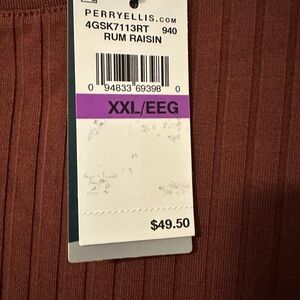 PERRYELLIS.COM
4GSK7113RT 940
RUM RAISIN
0 94833 69398 0
XXL/EEG
$49.50